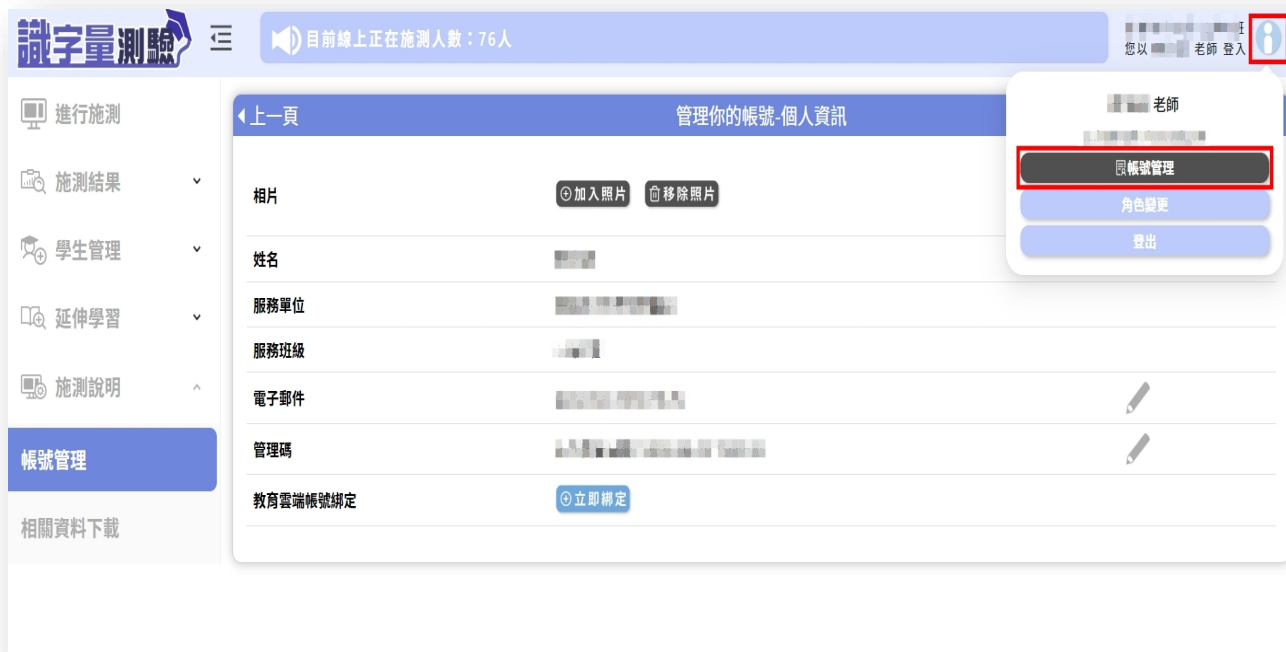 識字量測驗
目前線上正在施測人數：76人
班
您以 老師 登入
進行施測
施測結果
學生管理
延伸學習
施測說明
帳號管理
相關資料下載
上一頁
管理你的帳號-個人資訊
相片
加入照片
移除照片
姓名
服務單位
服務班級
電子郵件
管理碼
教育雲端帳號綁定
立即綁定
老師
帳號管理
角色變更
登出